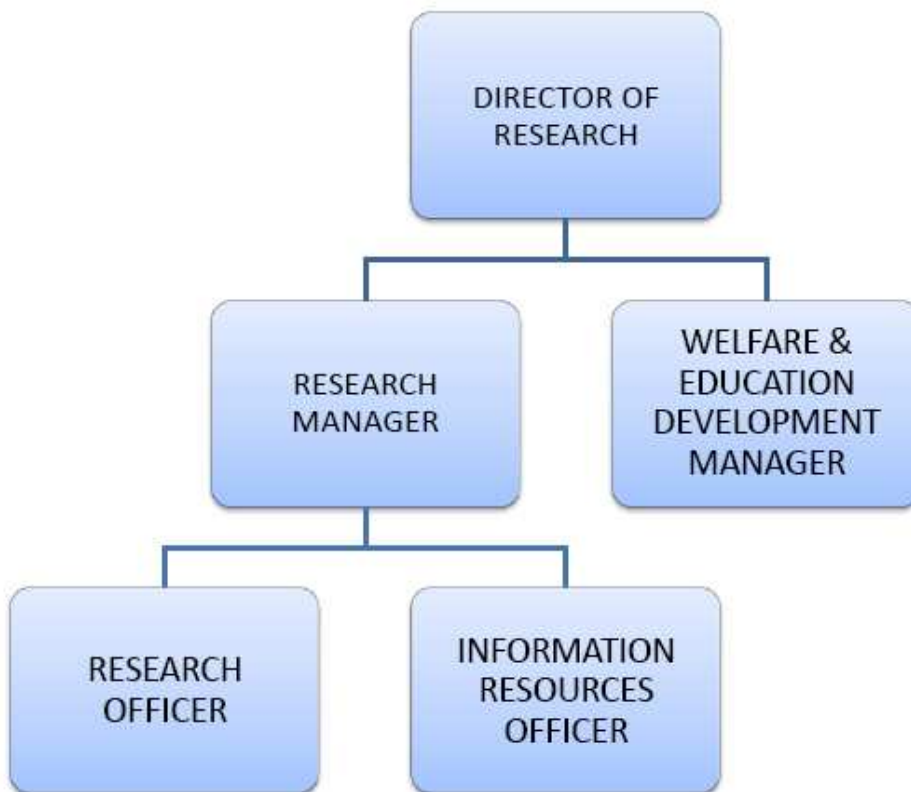 DIRECTOR OF
RESEARCH
RESEARCH
MANAGER
WELFARE &
EDUCATION
DEVELOPMENT
MANAGER
RESEARCH
OFFICER
INFORMATION
RESOURCES
OFFICER